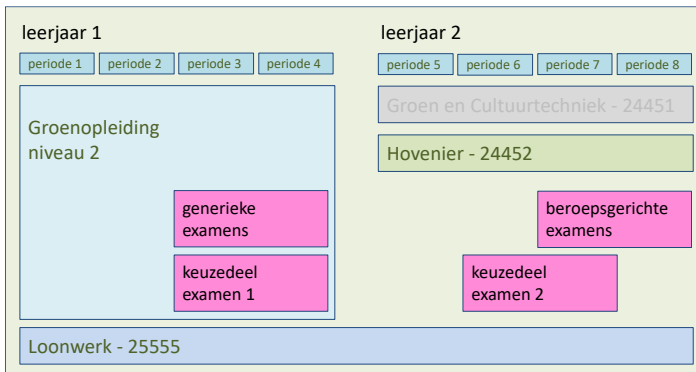 leerjaar 1
periode 1 periode 2 periode 3 periode 4
Groenopleiding
niveau 2
generieke
examens
keuzedeel
examen 1
leerjaar 2
periode 5 periode 6 periode 7 periode 8
Groen en Cultuurtechniek - 24451
Hovenier - 24452
beroepsgerichte
examens
keuzedeel
examen 2
Loonwerk - 25555